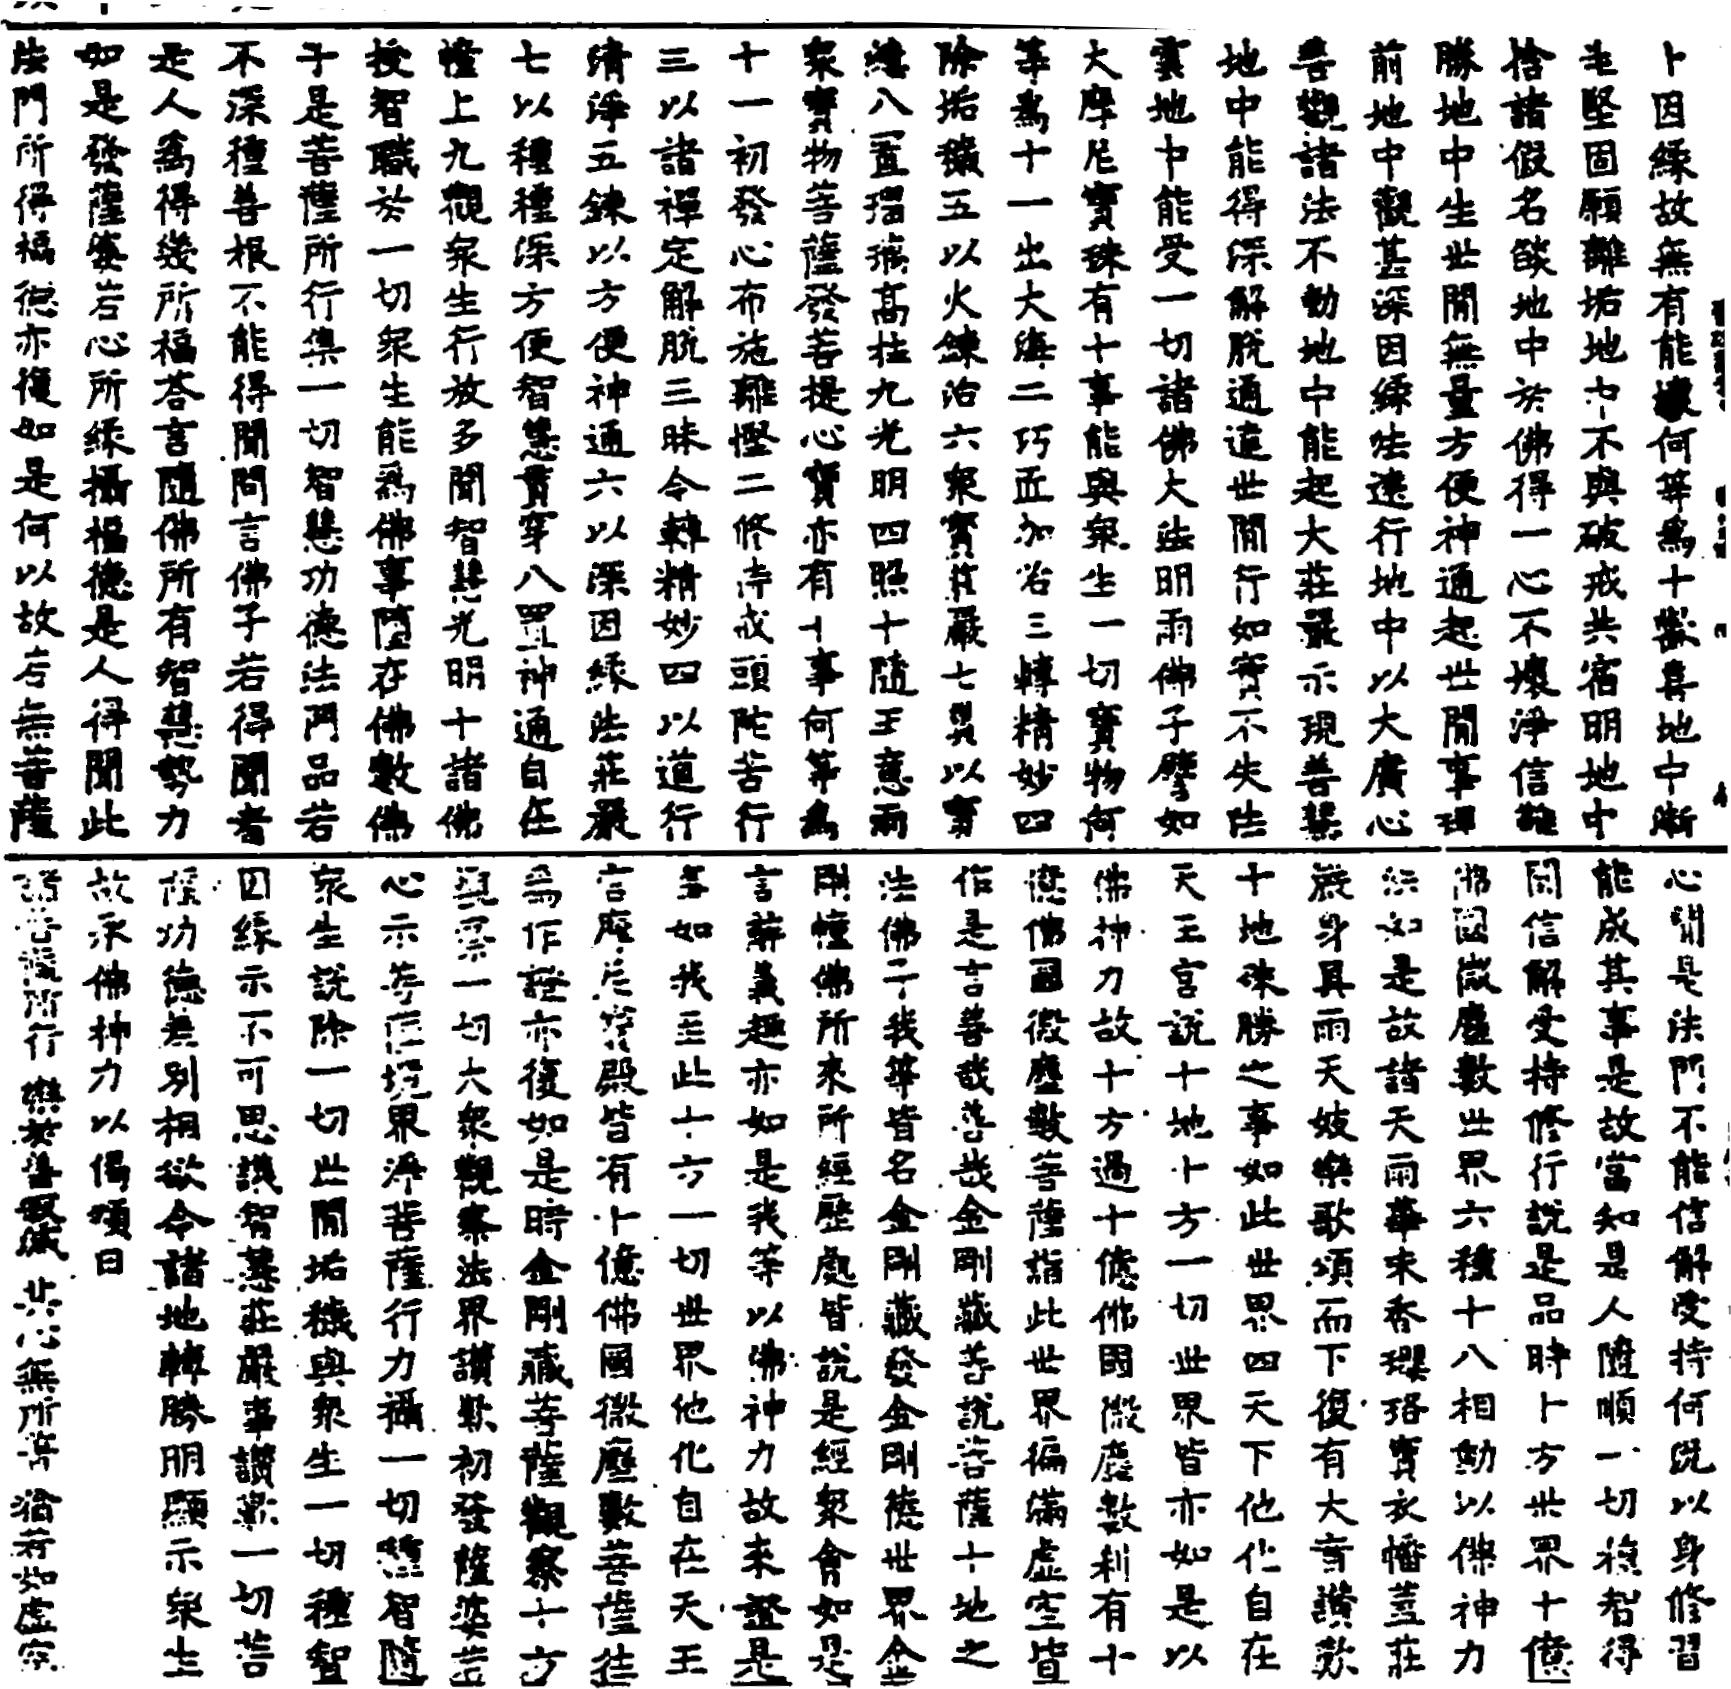 十因緣故無有能壞何等為十歡喜地中漸
生堅固願離垢地中不與破戒共宿明地中
捨諸假名燄地中於佛得一心不壞淨信難
勝地中生世間無量方便神通起世間事現
前地中觀甚深因緣法遠行地中以大廣心
善觀諸法不動地中能起大莊嚴示現善慧
地中能得深解脫通達世間行如實不失法
雲地中能受一切諸佛大法明雨佛子譬如
大摩尼寶珠有十事能與眾生一切寶物何
等為十一出大海二巧匠加治三轉精妙四
除垢穢五以火鍊治六眾寶莊嚴七貫以寶
縷八置瑠璃高柱九光明四照十隨王意雨
眾寶物菩薩發菩提心寶亦有十事何等為
十一初發心布施離慳二修持戒頭陀苦行
三以諸禪定解脫三昧令轉精妙四以道行
清淨五鍊以方便神通六以深因緣法莊嚴
七以種種深方便智慧貫穿八置神通自在
幢上九觀眾生行放多聞智慧光明十諸佛
授智職於一切眾生能為佛事墮在佛數佛
子是菩薩所行集一切智慧功德法門品若
不深種善根不能得聞問言佛子若得聞者
是人為得幾所福答言隨佛所有智慧勢力
如是發薩婆若心所緣攝福德是人得聞此
法門所得福德亦復如是何以故若無菩薩
心聞是法門不能信解受持何況以身修習
能成其事是故當知是人隨順一切種智得
聞信解受持修行說是品時十方世界十億
佛國微塵數世界六種十八相動以佛神力
法如是故諸天雨華末香瓔珞寶衣幡蓋莊
嚴身具雨天妓樂歌頌而下復有大音讚歎
十地殊勝之事如此世界四天下他化自在
天王宮說十地十方一切世界皆亦如是以
佛神力故十方過十億佛國微塵數剎有十
億佛國微塵數菩薩詣此世界徧滿虛空皆
作是言善哉善哉金剛藏善說菩薩十地之
法佛子我等皆名金剛藏發金剛德世界金
剛幢佛所來所經歷處皆說是經眾會如是
言辭義趣亦如是我等以佛神力故來證是
事如我至此十方一切世界他化自在天王
宮摩尼寶殿皆有十億佛國微塵數菩薩往
為作證亦復如是時金剛藏菩薩觀察十方
觀察一切大眾觀察法界讚歎初發薩婆若
心示菩薩境界淨菩薩行力攝一切種智隨
眾生說除一切世間垢穢與眾生一切種智
因緣示不可思議智慧莊嚴事讚歎一切菩
薩功德差別相欲令諸地轉勝明顯示眾生
故承佛神力以偈頌曰
諸菩薩所行 樂於善寂滅 其心無所著 猶若如虛空